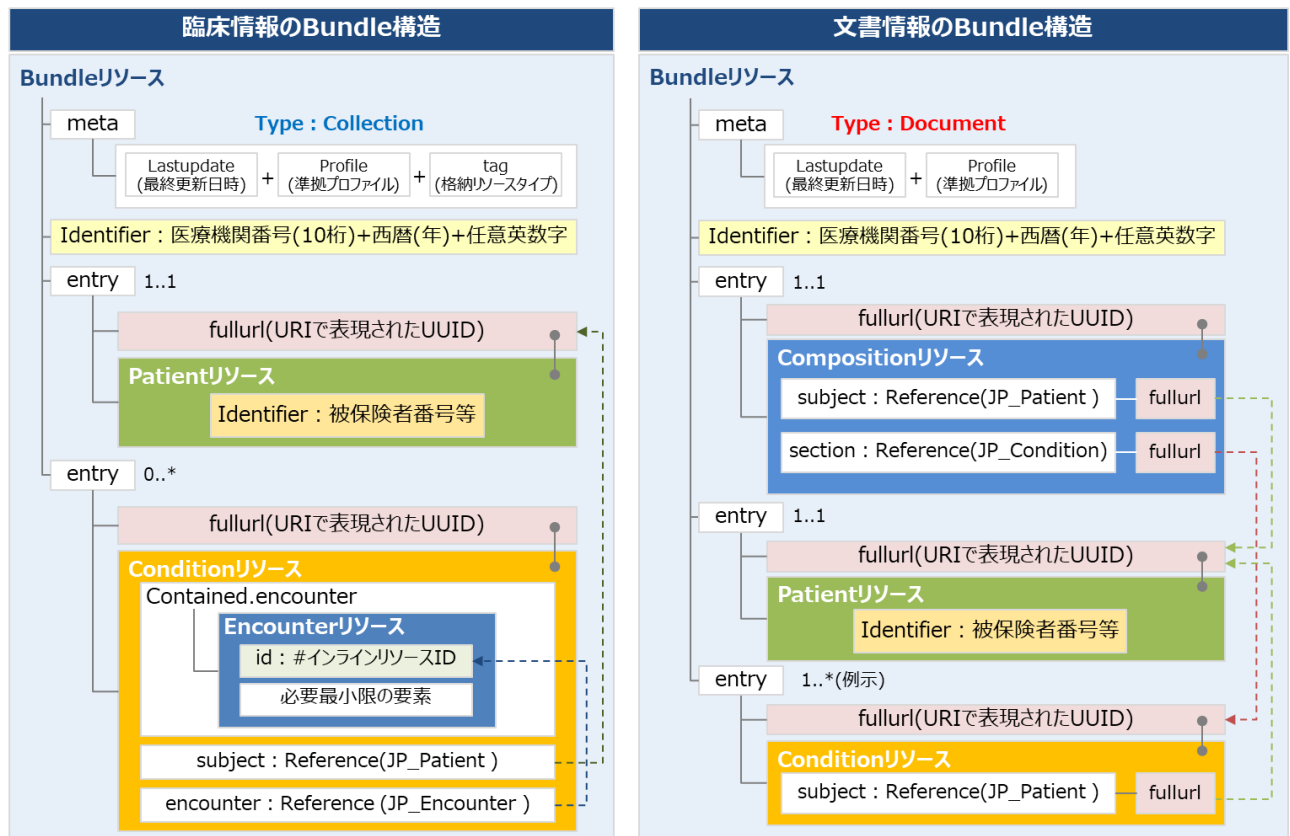 臨床情報のBundle構造
Bundleリソース
meta
Type : Collection
Lastupdate
(最終更新日時)
+
Profile
(準拠プロファイル)
+
tag
(格納リソースタイプ)
Identifier : 医療機関番号(10桁)+西暦(年)+任意英数字
entry 1..1
fullurl(URIで表現されたUUID)
Patientリソース
Identifier : 被保険者番号等
entry 0..*
fullurl(URIで表現されたUUID)
Conditionリソース
Contained.encounter
Encounterリソース
id : #インラインリソースID
必要最小限の要素
subject : Reference(JP_Patient )
encounter : Reference (JP_Encounter )
文書情報のBundle構造
Bundleリソース
meta
Type : Document
Lastupdate
(最終更新日時)
+
Profile
(準拠プロファイル)
Identifier : 医療機関番号(10桁)+西暦(年)+任意英数字
entry 1..1
fullurl(URIで表現されたUUID)
Compositionリソース
subject : Reference(JP_Patient ) fullurl
section : Reference(JP_Condition) fullurl
entry 1..1
fullurl(URIで表現されたUUID)
Patientリソース
Identifier : 被保険者番号等
entry 1..*(例示)
fullurl(URIで表現されたUUID)
Conditionリソース
subject : Reference(JP_Patient ) fullurl